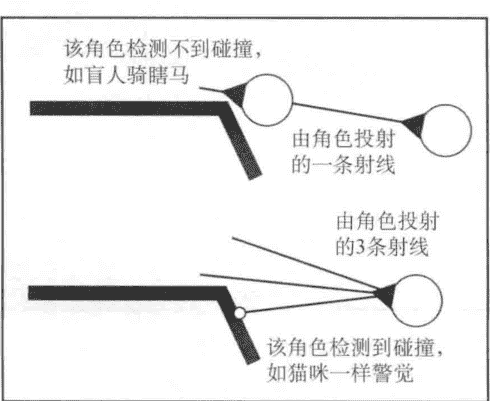 该角色检测不到碰撞，
如盲人骑瞎马
由角色投射
的一条射线
由角色投射
的3条射线
该角色检测到碰撞，
如猫咪一样警觉